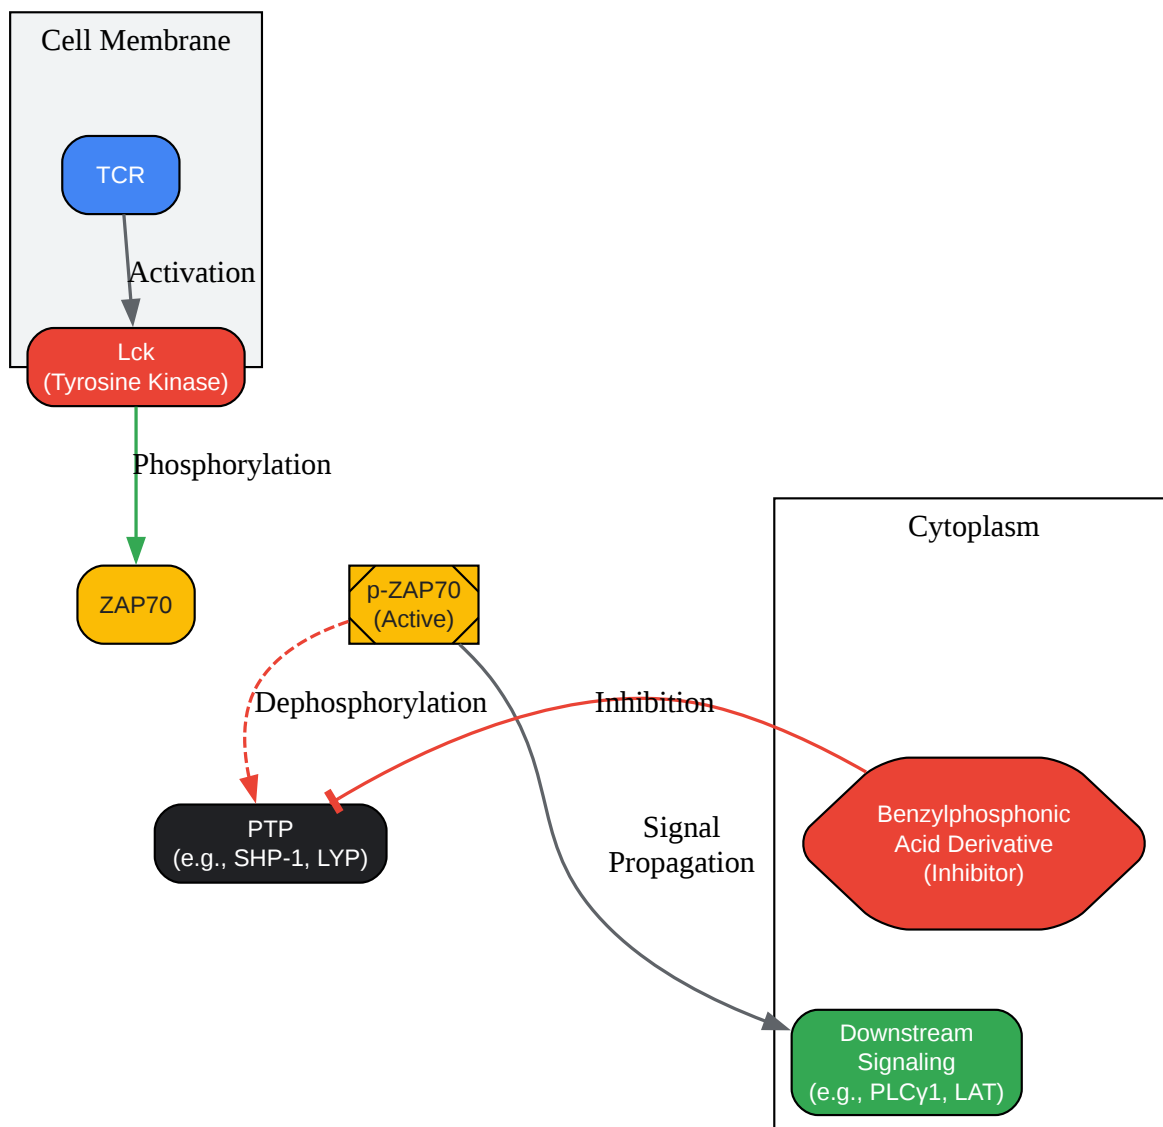 Cell Membrane
TCR
Activation
Lck
(Tyrosine Kinase)
Phosphorylation
Cytoplasm
ZAP70
p-ZAP70
(Active)
Dephosphorylation
Inhibition
PTP
(e.g., SHP-1, LYP)
Signal
Propagation
Benzylphosphonic
Acid Derivative
(Inhibitor)
Downstream
Signaling
(e.g., PLCγ1, LAT)